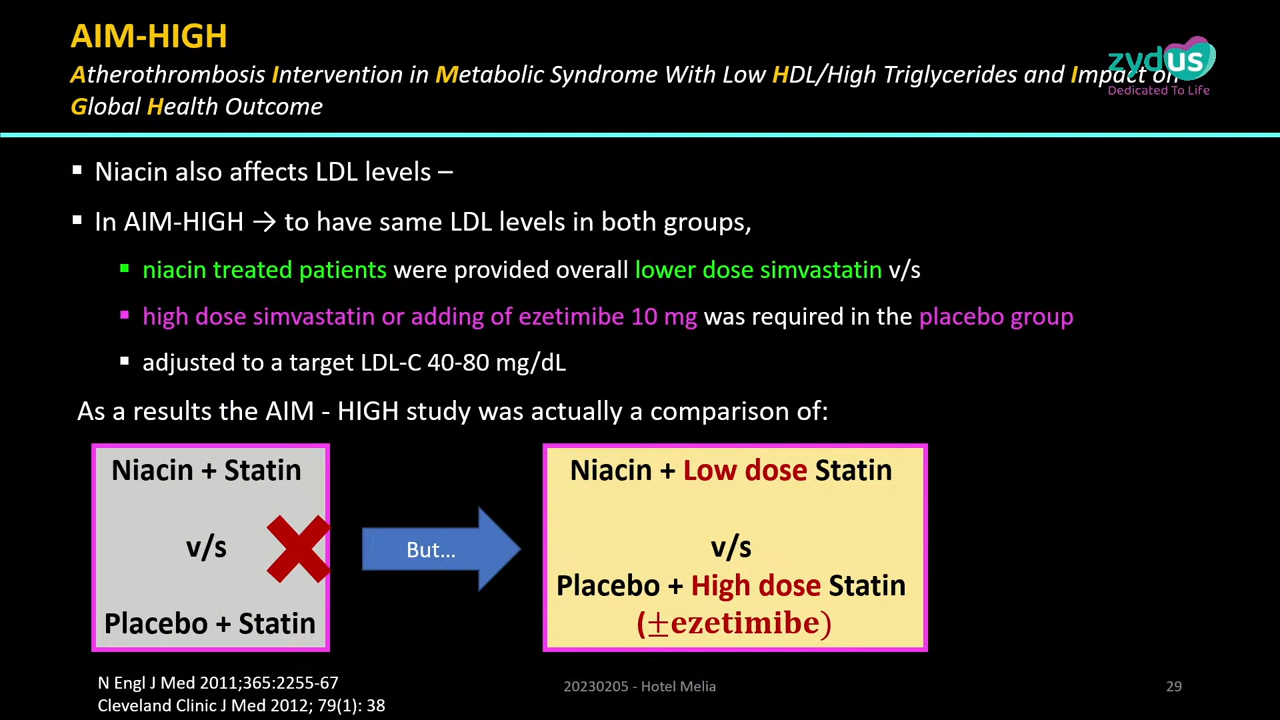 AIM-HIGH
Atherothrombosis Intervention in Metabolic Syndrome With Low HDL/High Triglycerides and Impact on
Global Health Outcome
zydus
Dedicated To Life
▪ Niacin also affects LDL levels –
▪ In AIM-HIGH → to have same LDL levels in both groups,
▪ niacin treated patients were provided overall lower dose simvastatin v/s
▪ high dose simvastatin or adding of ezetimibe 10 mg was required in the placebo group
▪ adjusted to a target LDL-C 40-80 mg/dL
As a results the AIM - HIGH study was actually a comparison of:
Niacin + Statin
v/s
Placebo + Statin
But...
Niacin + Low dose Statin
v/s
Placebo + High dose Statin
(±ezetimibe)
N Engl J Med 2011;365:2255-67
Cleveland Clinic J Med 2012; 79(1): 38
20230205 - Hotel Melia
29